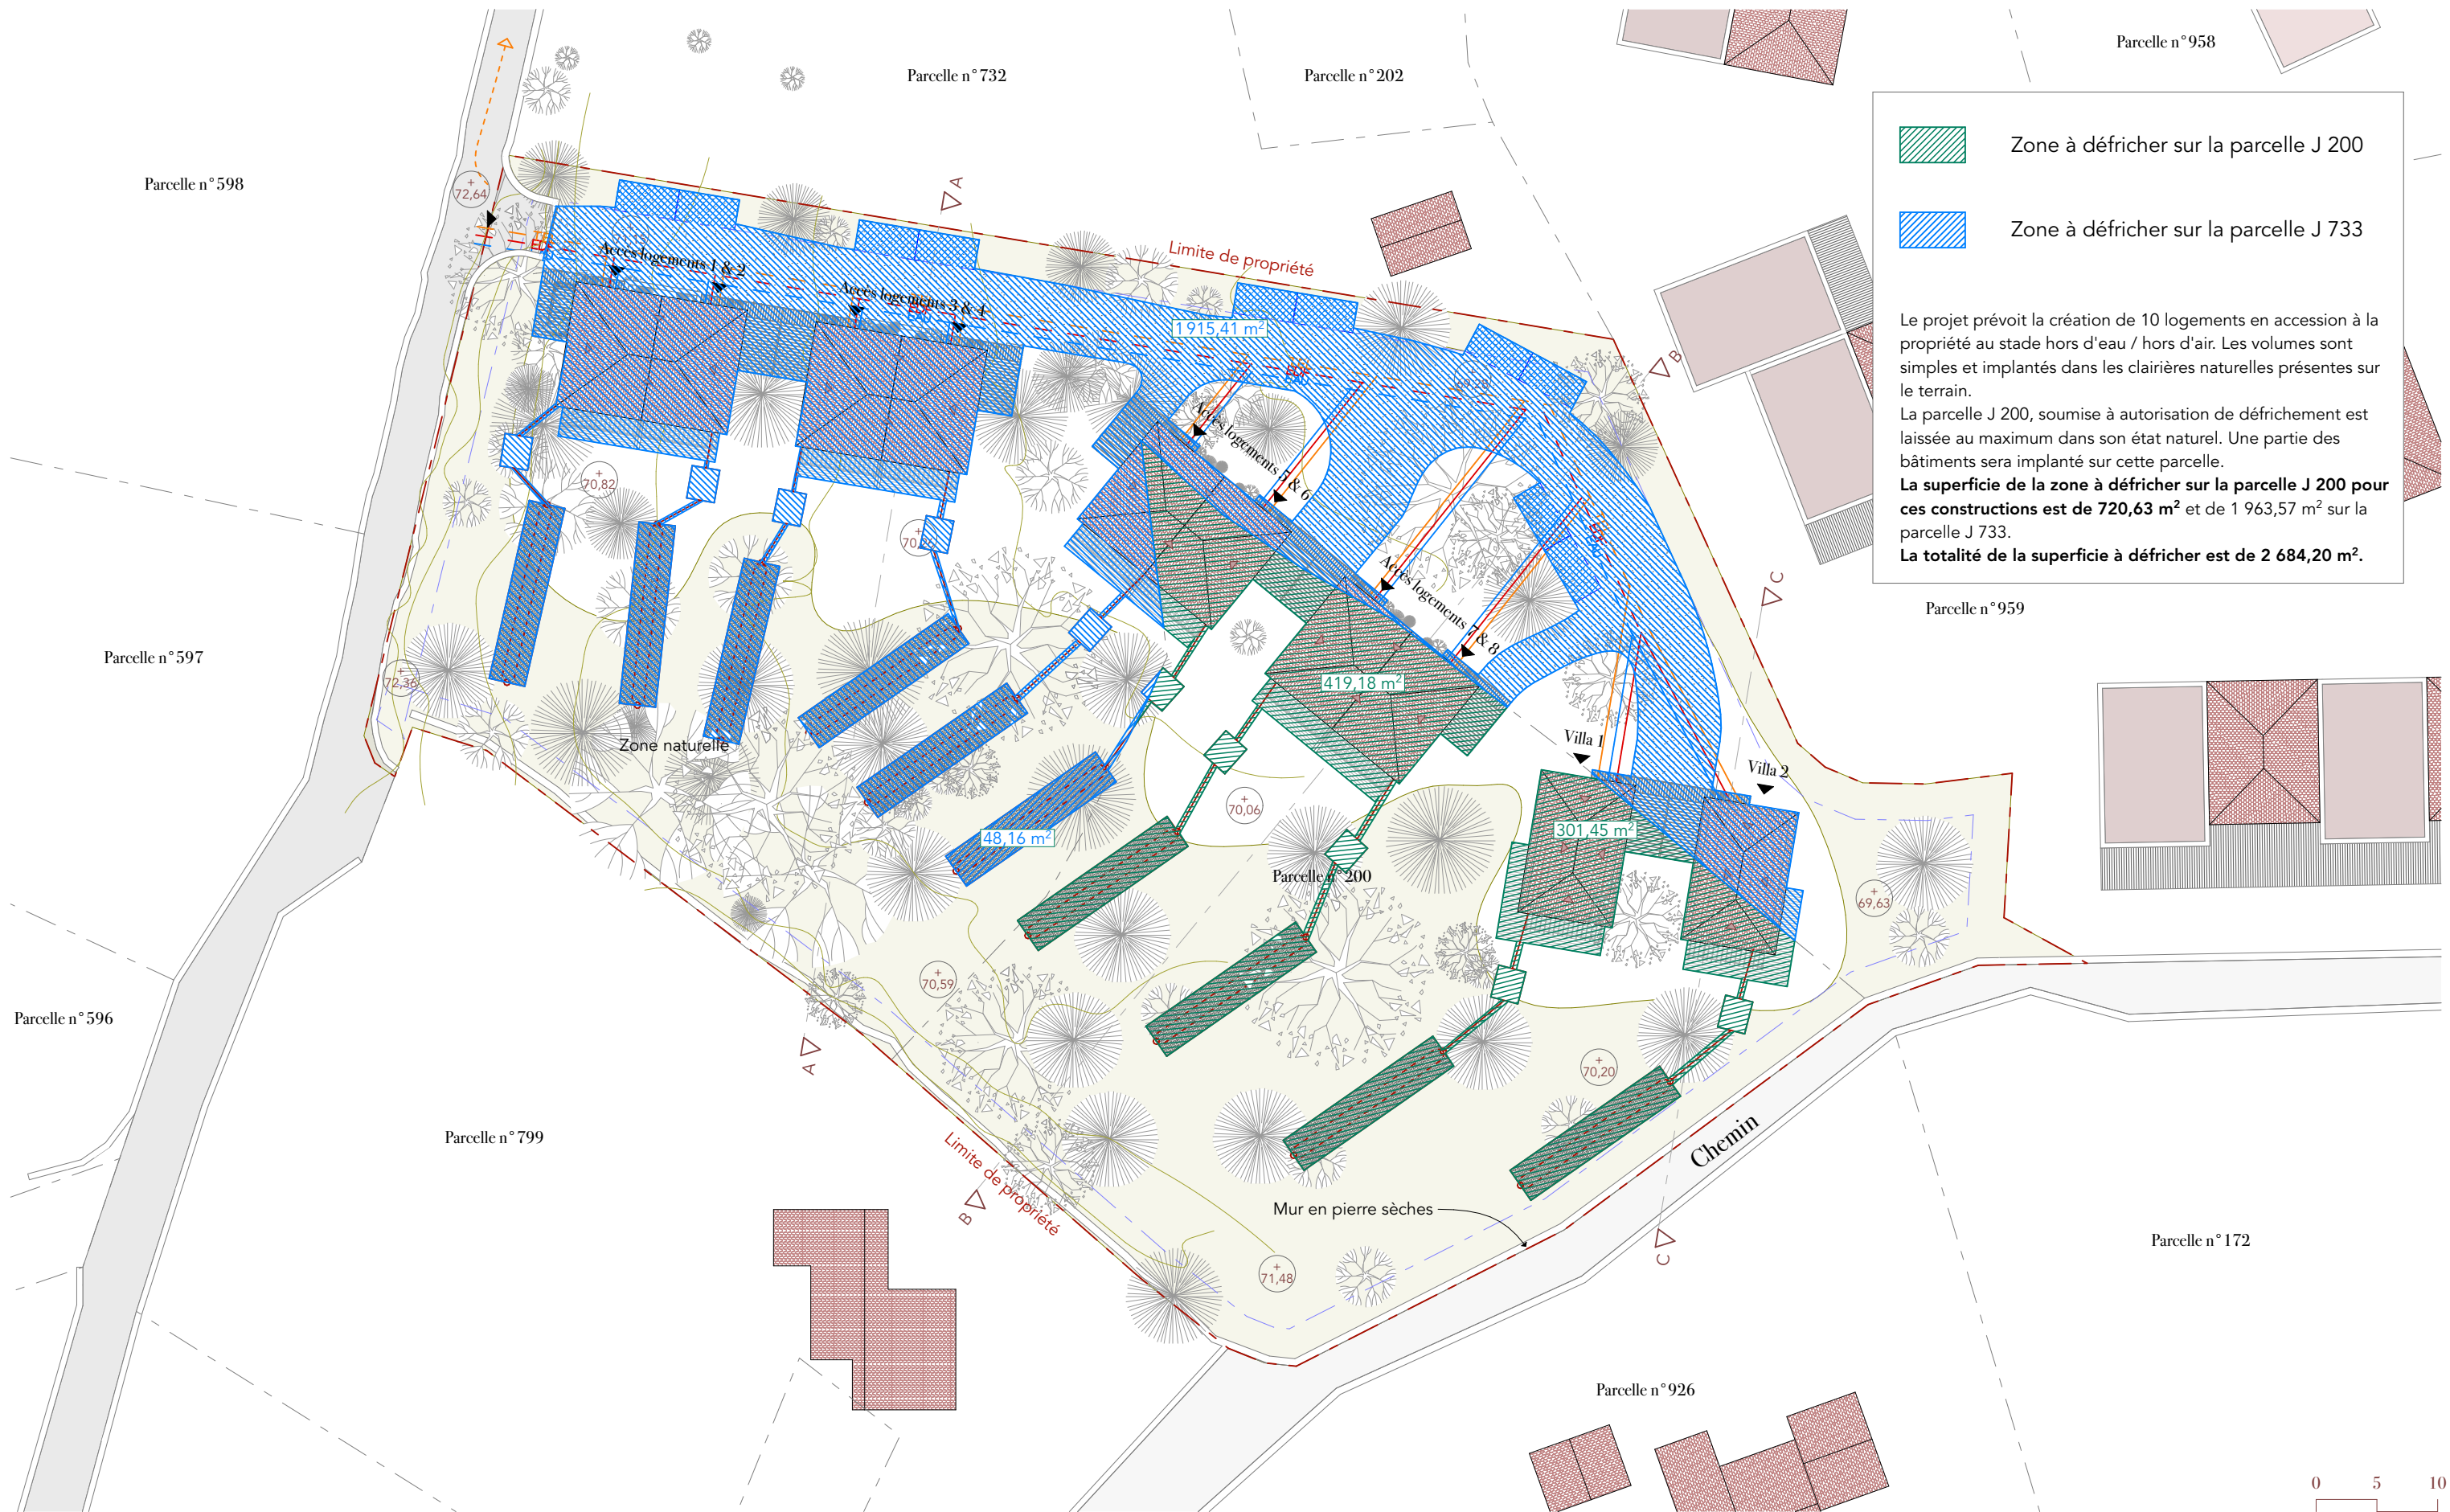 Parcelle n°958
Parcelle n°732
Parcelle n°202
Zone à défricher sur la parcelle J 200
Parcelle n°598
72,64
A
Zone à défricher sur la parcelle J 733
EDF
Accès logements 1 & 2
Limite de propriété
Accès logements 3 & 4
1 915,41 m²
B
Le projet prévoit la création de 10 logements en accession à la
propriété au stade hors d'eau / hors d'air. Les volumes sont
simples et implantés dans les clairières naturelles présentes sur
le terrain.
La parcelle J 200, soumise à autorisation de défrichement est
laissée au maximum dans son état naturel. Une partie des
bâtiments sera implanté sur cette parcelle.
La superficie de la zone à défricher sur la parcelle J 200 pour
ces constructions est de 720,63 m² et de 1 963,57 m² sur la
parcelle J 733.
La totalité de la superficie à défricher est de 2 684,20 m².
EDF
EAU
69,28
Accès logements 5 & 6
70,82
EDF
EAU
C
Accès logements 7 & 8
Parcelle n°959
Parcelle n°597
72,36
419,18 m²
Zone naturelle
Villa 1
Villa 2
70,06
48,16 m²
301,45 m²
Parcelle n°200
69,63
70,59
Parcelle n°596
A
70,20
Parcelle n°799
Chemin
Limite de propriété
B
Mur en pierre sèches
C
Parcelle n°172
71,48
Parcelle n°926
0 5 10